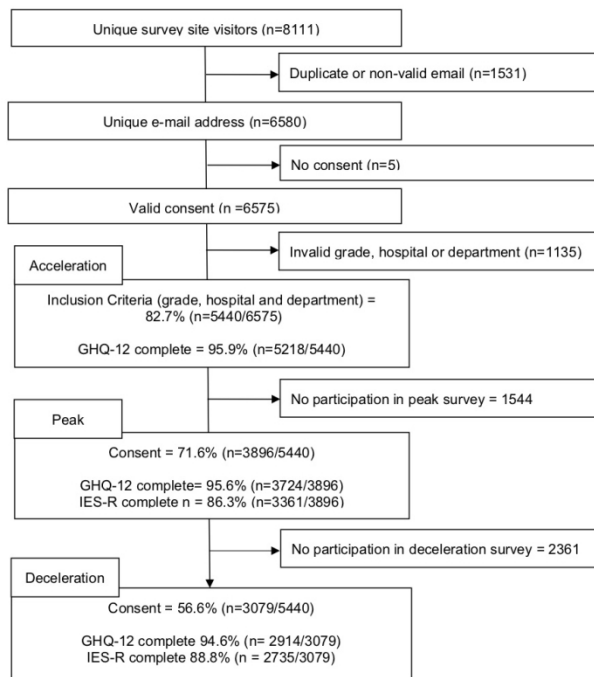 Unique survey site visitors (n=8111)
Duplicate or non-valid email (n=1531)
Unique e-mail address (n=6580)
No consent (n=5)
Valid consent (n =6575)
Invalid grade, hospital or department (n=1135)
Acceleration
Inclusion Criteria (grade, hospital and department) =
82.7% (n=5440/6575)
GHQ-12 complete = 95.9% (n=5218/5440)
No participation in peak survey = 1544
Peak
Consent = 71.6% (n=3896/5440)
GHQ-12 complete= 95.6% (n=3724/3896)
IES-R complete n = 86.3% (n=3361/3896)
No participation in deceleration survey = 2361
Deceleration
Consent = 56.6% (n=3079/5440)
GHQ-12 complete 94.6% (n= 2914/3079)
IES-R complete 88.8% (n = 2735/3079)